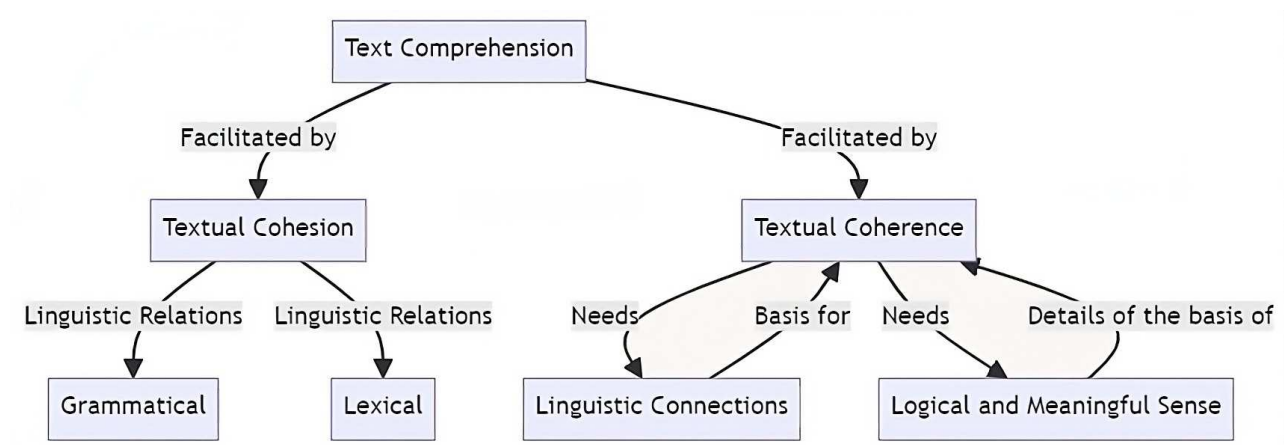 Text Comprehension
Facilitated by
Facilitated by
Textual Cohesion
Textual Coherence
Linguistic Relations
Linguistic Relations
Needs
Basis for
Needs
Details of the basis of
Grammatical
Lexical
Linguistic Connections
Logical and Meaningful Sense